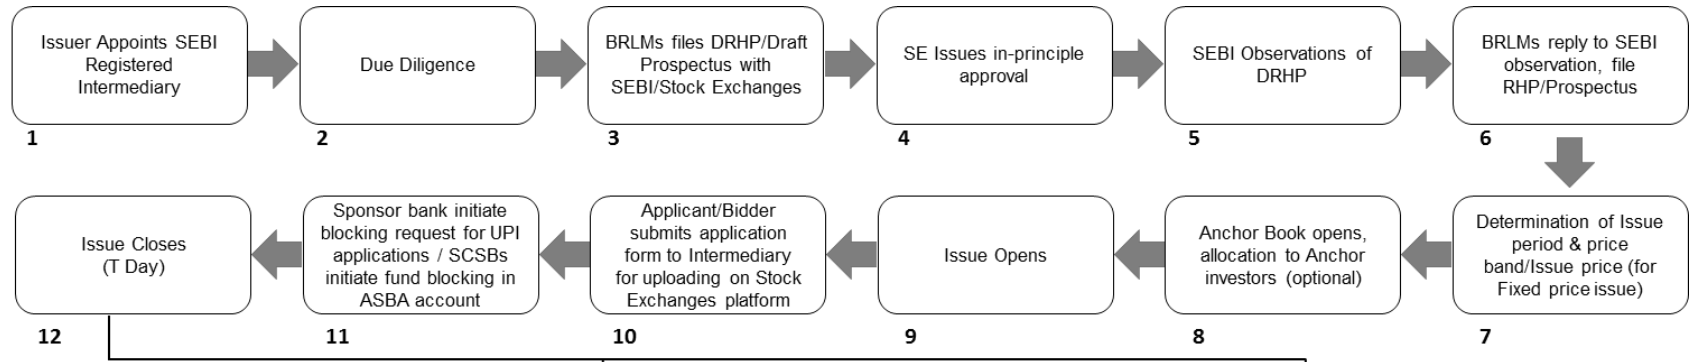 Issuer Appoints SEBI
Registered
Intermediary
1
Due Diligence
2
BRLMs files DRHP/Draft
Prospectus with
SEBI/Stock Exchanges
3
SE Issues in-principle
approval
4
SEBI Observations of
DRHP
5
BRLMs reply to SEBI
observation, file
RHP/Prospectus
6
Determination of Issue
period & price
band/Issue price (for
Fixed price issue)
7
Anchor Book opens,
allocation to Anchor
investors (optional)
8
Issue Opens
9
Applicant/Bidder
submits application
form to Intermediary
for uploading on Stock
Exchanges platform
10
Sponsor bank initiate
blocking request for UPI
applications / SCSBs
initiate fund blocking in
ASBA account
11
Issue Closes
(T Day)
12